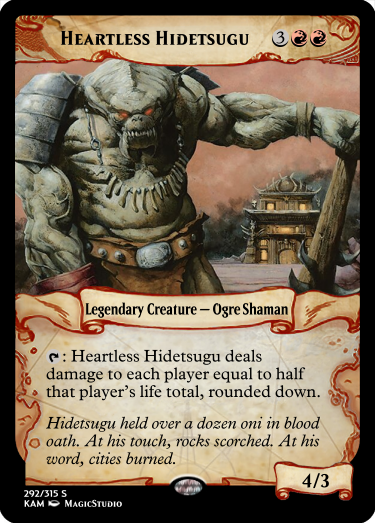 Heartless Hidetsugu 3
Legendary Creature — Ogre Shaman
: Heartless Hidetsugu deals
damage to each player equal to half
that player's life total, rounded down.
Hidetsugu held over a dozen oni in blood
oath. At his touch, rocks scorched. At his
word, cities burned.
4/3
292/315 S
KAM MagicStudio